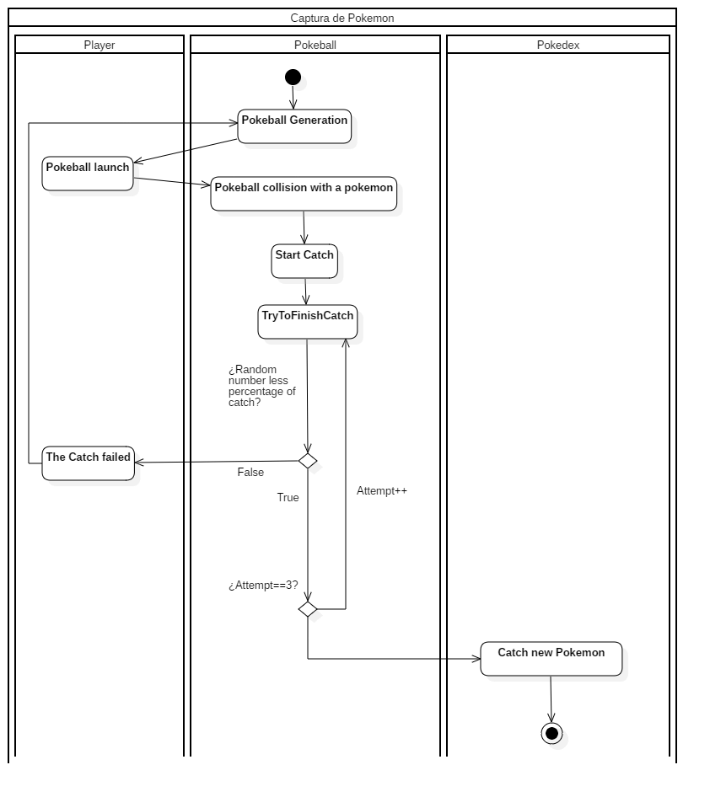 Captura de Pokemon
Player
Pokeball
Pokedex
Pokeball Generation
Pokeball launch
Pokeball collision with a pokemon
Start Catch
TryToFinishCatch
¿Random
number less
percentage of
catch?
The Catch failed
False
True
Attempt++
¿Attempt==3?
Catch new Pokemon